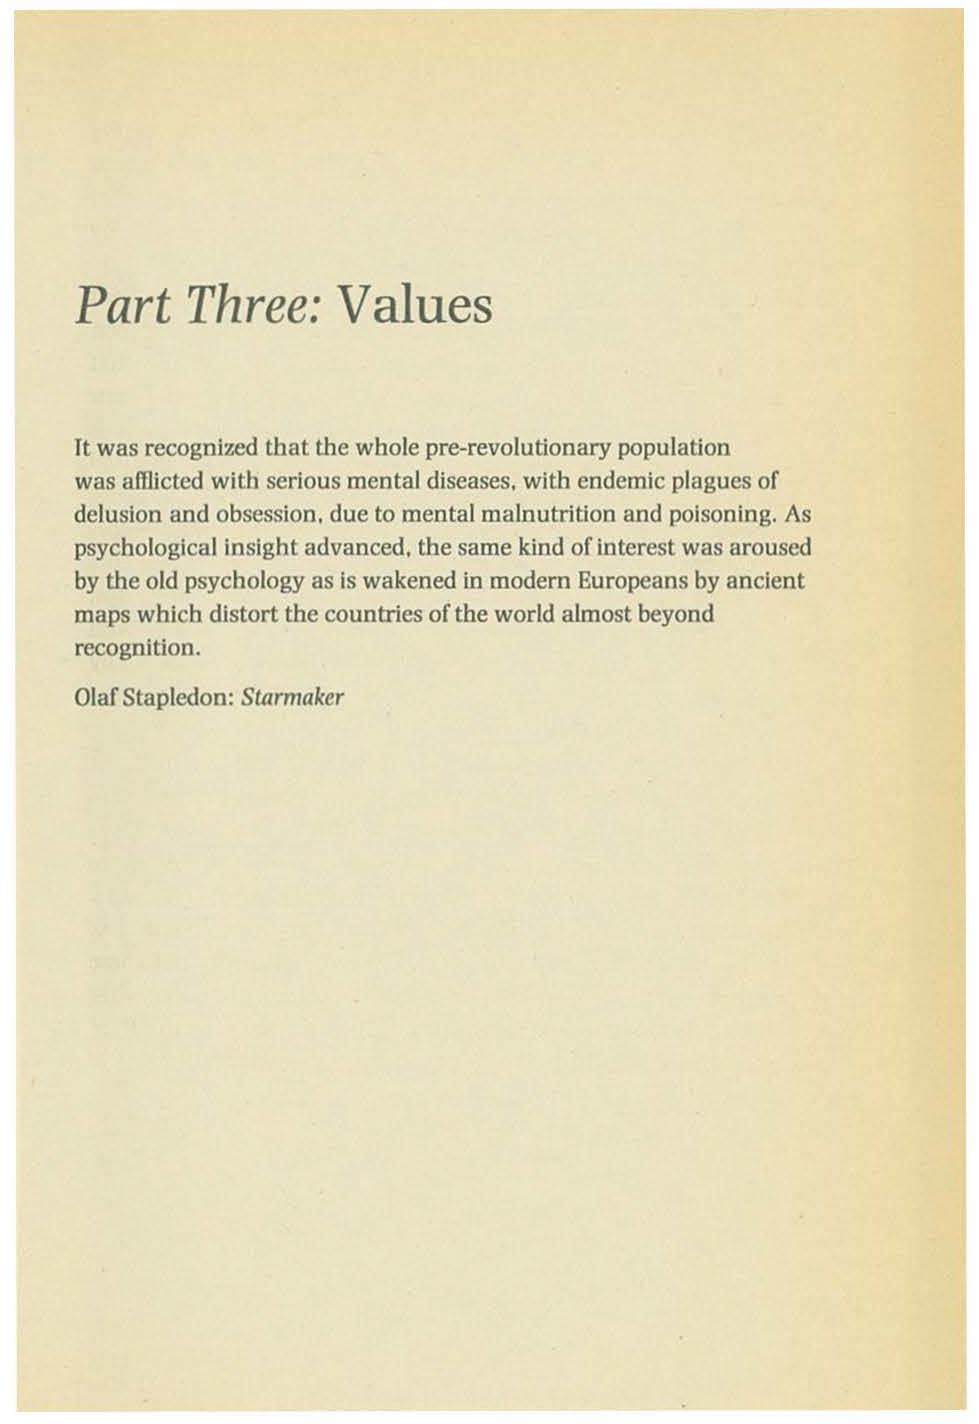 Part Three: Values
It was recognized that the whole pre-revolutionary population
was afflicted with serious mental diseases, with endemic plagues of
delusion and obsession, due to mental malnutrition and poisoning. As
psychological insight advanced, the same kind of interest was aroused
by the old psychology as is wakened in modern Europeans by ancient
maps which distort the countries of the world almost beyond
recognition.
Olaf Stapledon: Starmaker